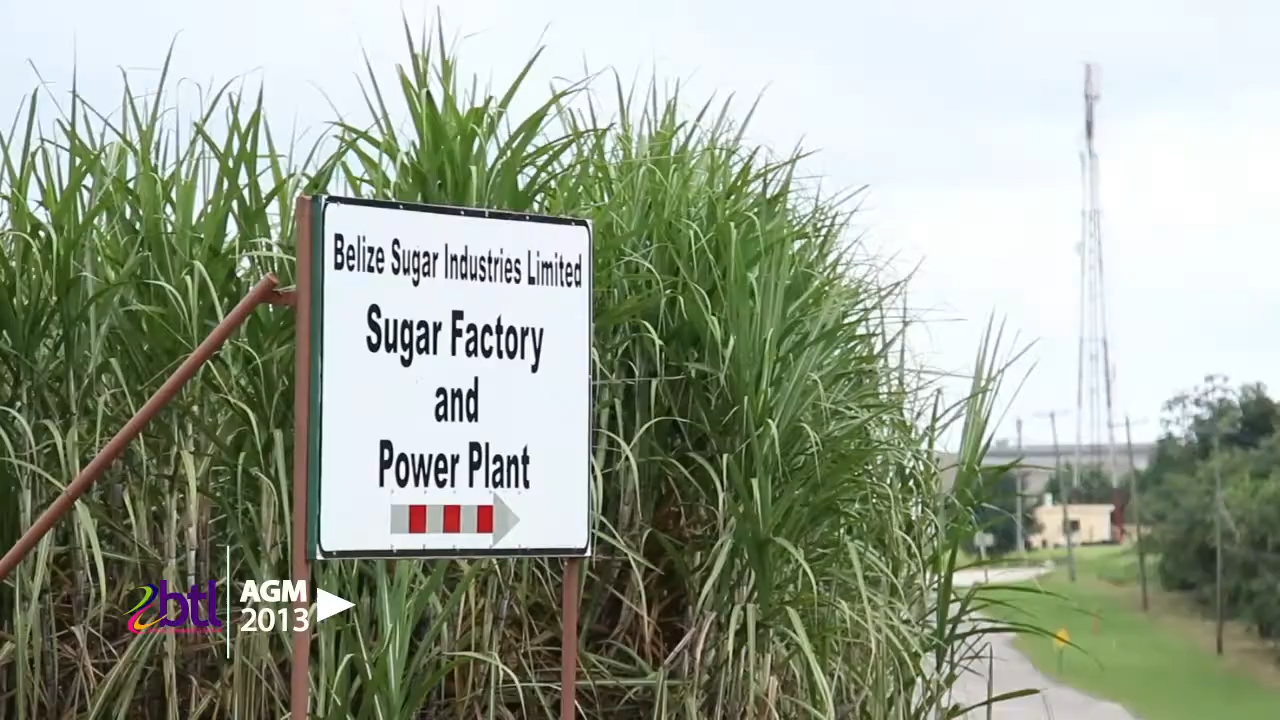 Belize Sugar Industries Limited
Sugar Factory
and
Power Plant
btl
AGM
2013